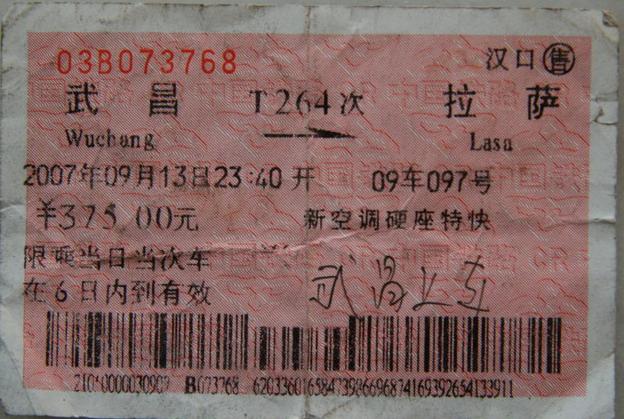 03B073768 汉口售
武昌 T264次 拉萨
Wuchang Lasa
2007年09月13日23:40开 09车097号
¥375.00元 新空调硬座特快
限乘当日当次车
在6日内到有效 武昌上车
B073768 62033601658473986696874169392654133911